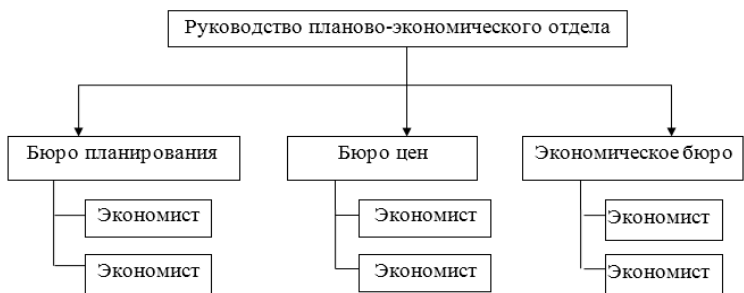 Руководство планово-экономического отдела
Бюро планирования
Бюро цен
Экономическое бюро
Экономист
Экономист
Экономист
Экономист
Экономист
Экономист